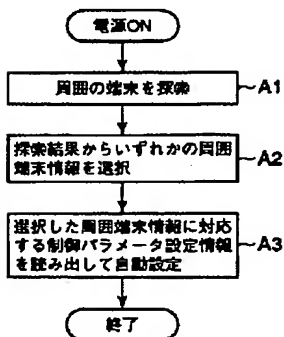 電源ON
周囲の端末を探索
A1
探索結果からいずれかの周囲
端末情報を選択
A2
選択した周囲端末情報に対応
する制御パラメータ設定情報
を読み出して自動設定
A3
終了